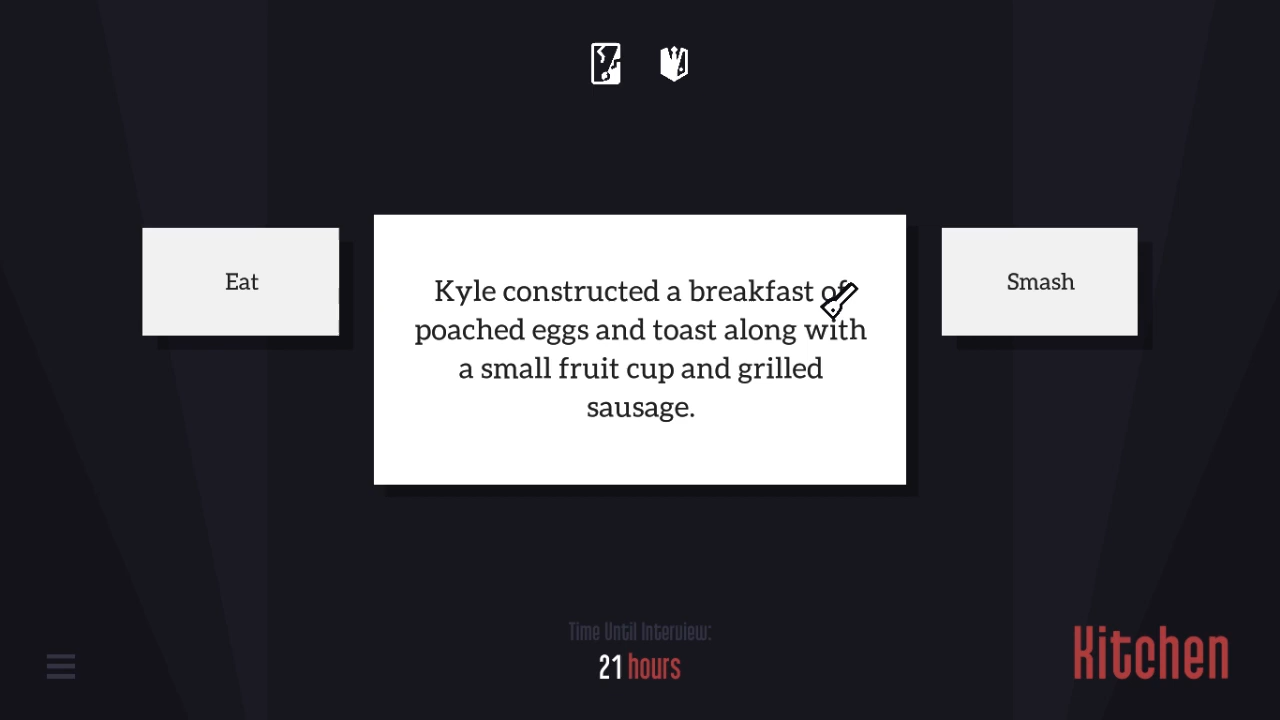 Eat
Kyle constructed a breakfast of
poached eggs and toast along with
a small fruit cup and grilled
sausage.
Smash
Time Until Interview:
21 hours
Kitchen